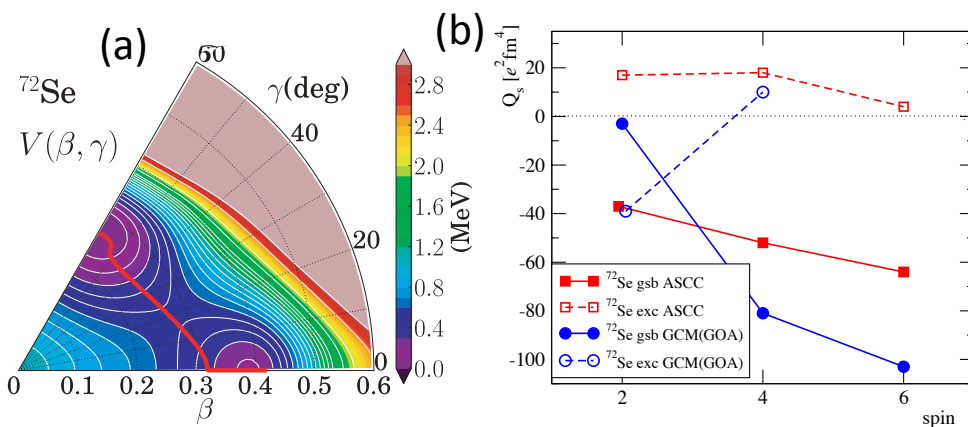 (a)
⁷²Se
V(β, γ)
60
γ(deg)
40
20
0
0 0.1 0.2 0.3 0.4 0.5 0.6
β
2.8
2.4
2.0
1.6
1.2
0.8
0.4
0.0
(MeV)
(b)
Qₛ [e²fm⁴]
20
0
-20
-40
-60
-80
-100
⁷²Se gsb ASCC
⁷²Se exc ASCC
⁷²Se gsb GCM(GOA)
⁷²Se exc GCM(GOA)
2 4 6
spin